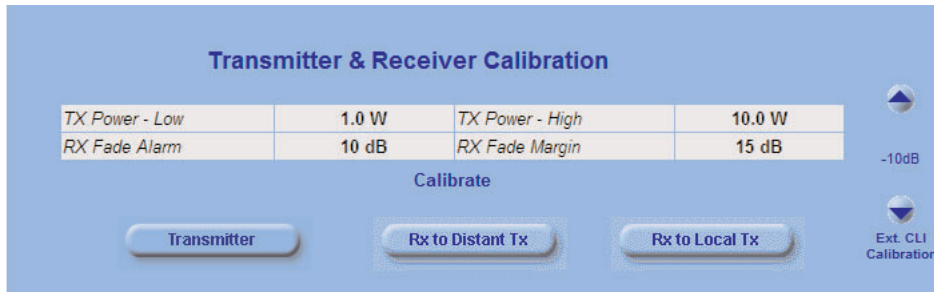 Transmitter & Receiver Calibration
TX Power - Low 1.0 W TX Power - High 10.0 W
RX Fade Alarm 10 dB RX Fade Margin 15 dB
-10dB
Calibrate
Transmitter Rx to Distant Tx Rx to Local Tx
Ext. CLI
Calibration